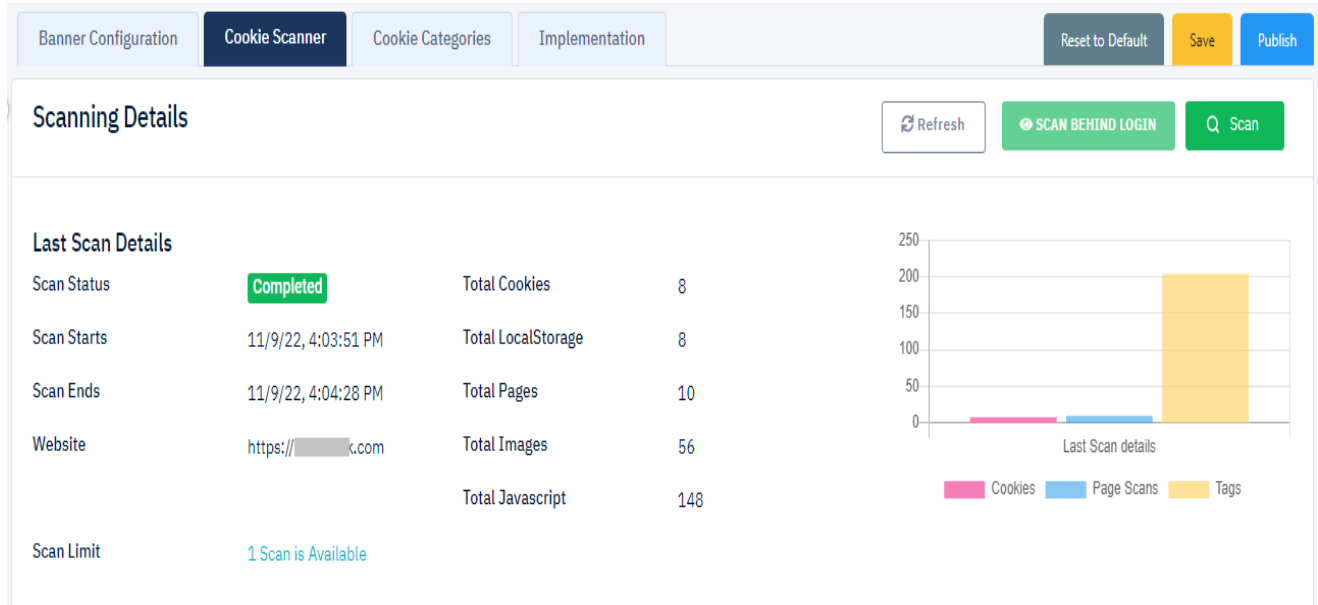 Banner Configuration
Cookie Scanner
Cookie Categories
Implementation
Reset to Default
Save
Publish
Scanning Details
Refresh
SCAN BEHIND LOGIN
Scan
Last Scan Details
Scan Status Completed
Total Cookies 8
Scan Starts 11/9/22, 4:03:51 PM
Total LocalStorage 8
Scan Ends 11/9/22, 4:04:28 PM
Total Pages 10
Website https:// .com
Total Images 56
Total Javascript 148
Scan Limit 1 Scan is Available
250
200
150
100
50
0
Last Scan details
Cookies Page Scans Tags